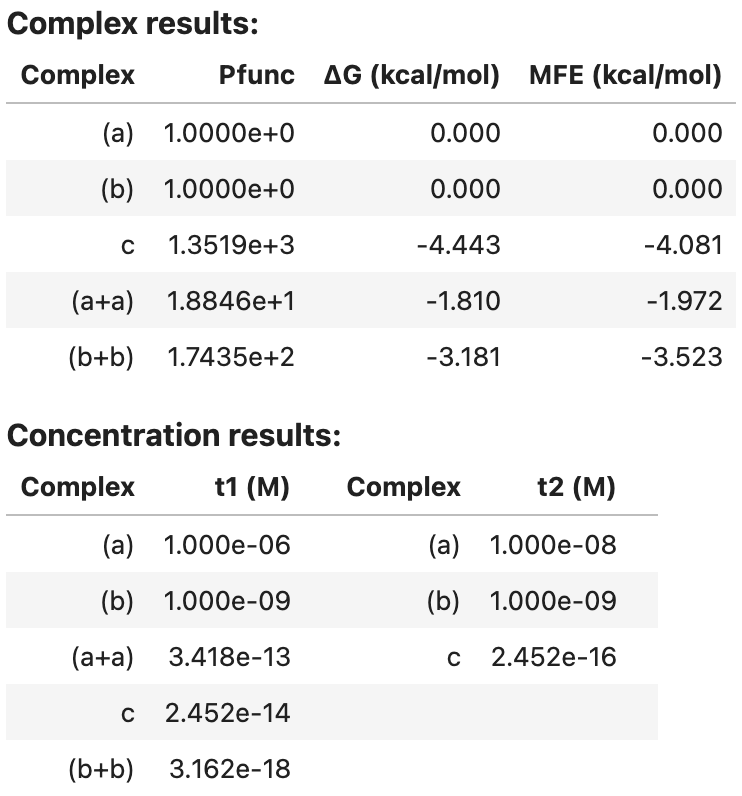 Complex results:
Complex Pfunc ΔG (kcal/mol) MFE (kcal/mol)
(a) 1.0000e+0 0.000 0.000
(b) 1.0000e+0 0.000 0.000
c 1.3519e+3 -4.443 -4.081
(a+a) 1.8846e+1 -1.810 -1.972
(b+b) 1.7435e+2 -3.181 -3.523
Concentration results:
Complex t1 (M) Complex t2 (M)
(a) 1.000e-06 (a) 1.000e-08
(b) 1.000e-09 (b) 1.000e-09
(a+a) 3.418e-13 c 2.452e-16
c 2.452e-14
(b+b) 3.162e-18